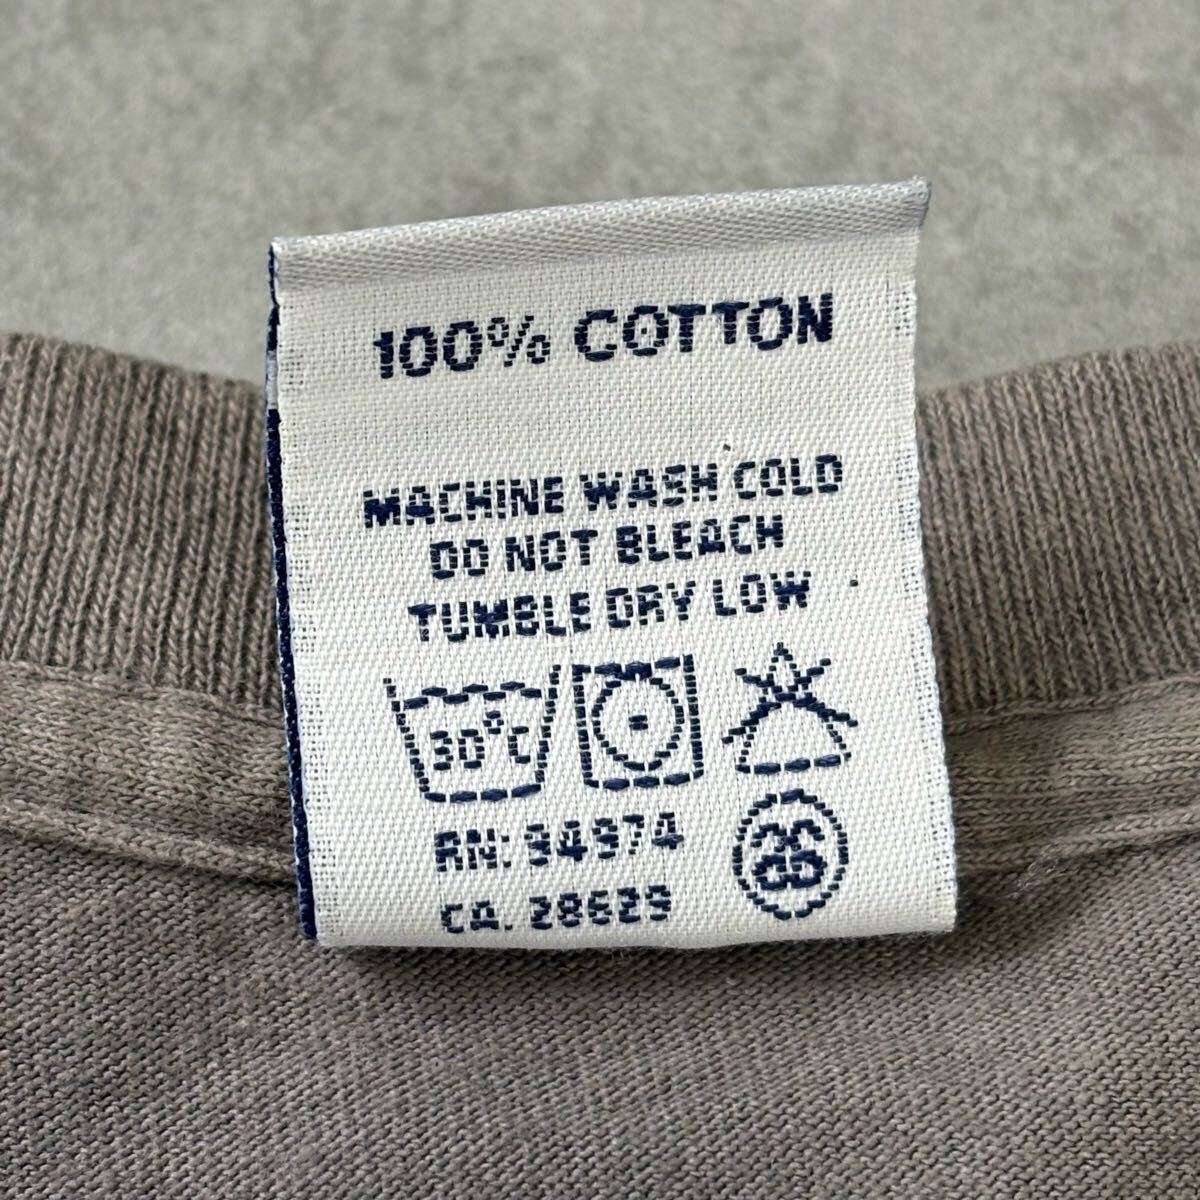 100% COTTON
MACHINE WASH COLD
DO NOT BLEACH
TUMBLE DRY LOW
30°C
RN: 94974
CA. 28629